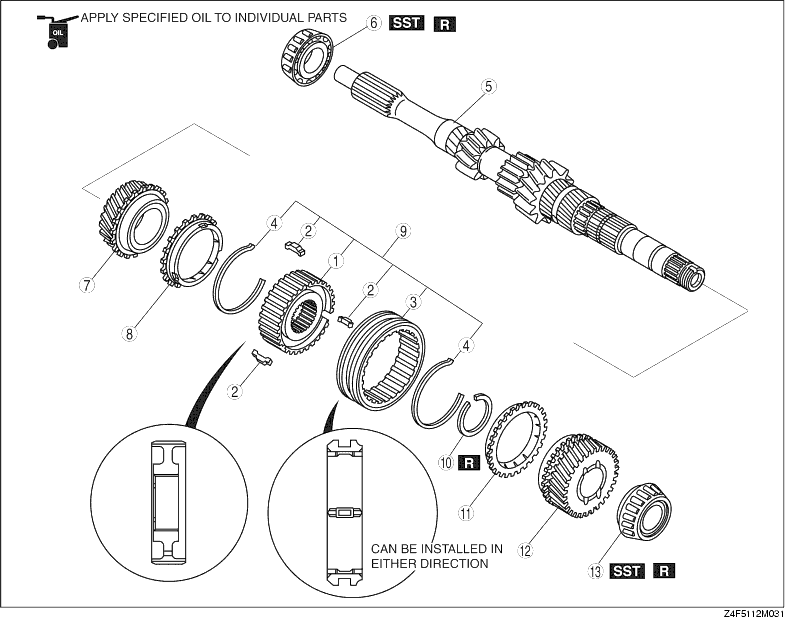 APPLY SPECIFIED OIL TO INDIVIDUAL PARTS
OIL
6 SST R
5
4
2
9
1
2
3
7
8
4
2
10 R
11
CAN BE INSTALLED IN
EITHER DIRECTION
12
13 SST R
Z4F5112M031